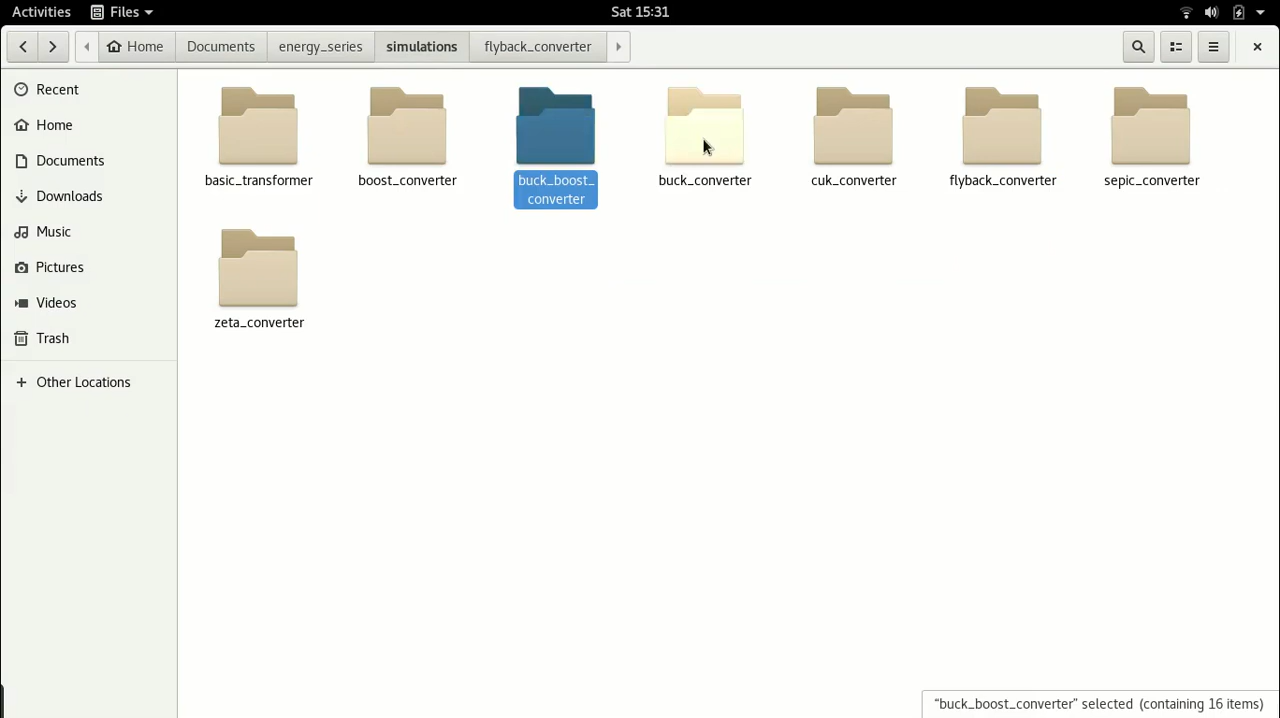 Activities Files Sat 15:31
Home Documents energy_series simulations flyback_converter
Recent
Home
Documents
Downloads
Music
Pictures
Videos
Trash
Other Locations
basic_transformer boost_converter buck_boost_ buck_converter cuk_converter flyback_converter sepic_converter
converter
zeta_converter
“buck_boost_converter” selected (containing 16 items)